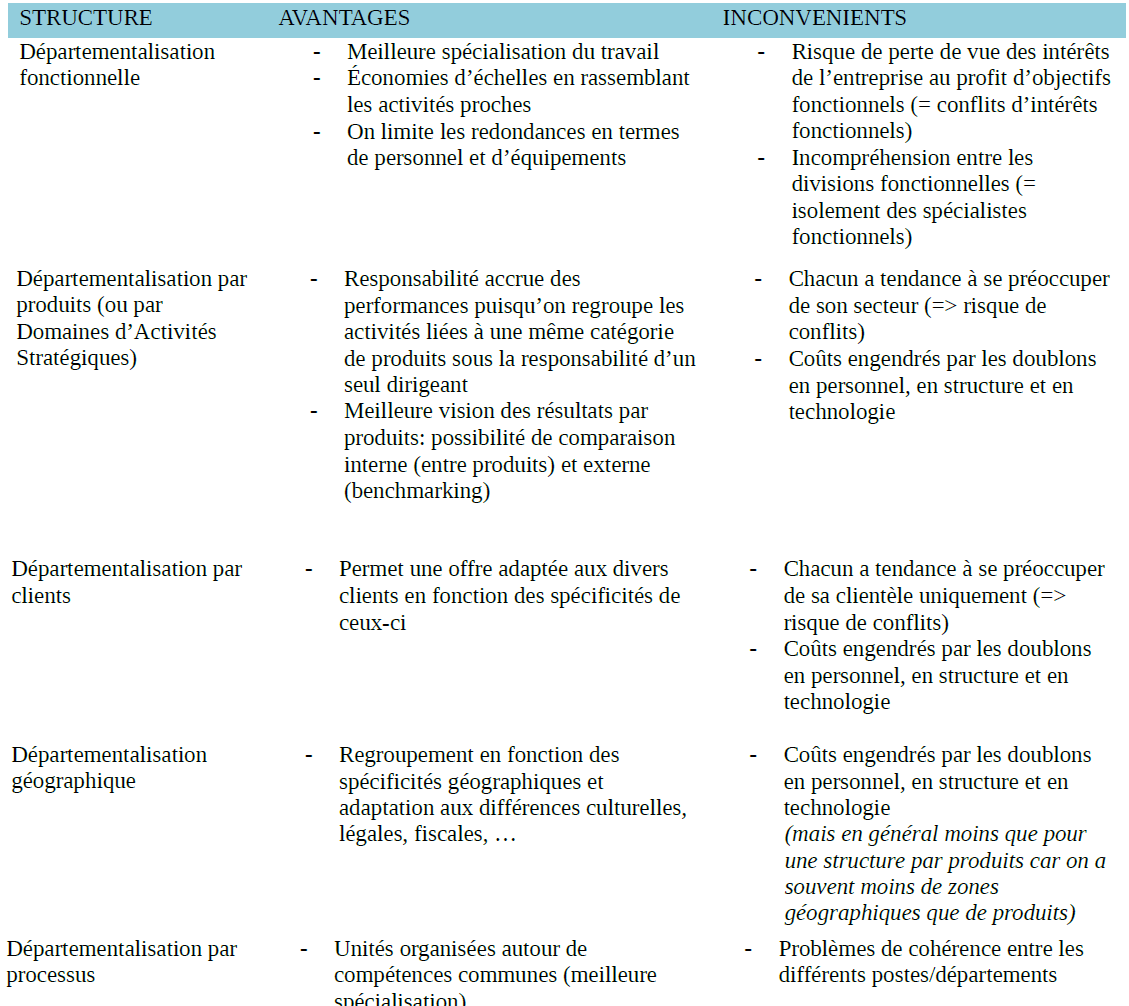 STRUCTURE AVANTAGES INCONVENIENTS
Départementalisation
fonctionnelle
- Meilleure spécialisation du travail
- Économies d’échelles en rassemblant
les activités proches
- On limite les redondances en termes
de personnel et d’équipements
- Risque de perte de vue des intérêts
de l’entreprise au profit d’objectifs
fonctionnels (= conflits d’intérêts
fonctionnels)
- Incompréhension entre les
divisions fonctionnelles (=
isolement des spécialistes
fonctionnels)
Départementalisation par
produits (ou par
Domaines d’Activités
Stratégiques)
- Responsabilité accrue des
performances puisqu’on regroupe les
activités liées à une même catégorie
de produits sous la responsabilité d’un
seul dirigeant
- Meilleure vision des résultats par
produits: possibilité de comparaison
interne (entre produits) et externe
(benchmarking)
- Chacun a tendance à se préoccuper
de son secteur (=> risque de
conflits)
- Coûts engendrés par les doublons
en personnel, en structure et en
technologie
Départementalisation par
clients
- Permet une offre adaptée aux divers
clients en fonction des spécificités de
ceux-ci
- Chacun a tendance à se préoccuper
de sa clientèle uniquement (=>
risque de conflits)
- Coûts engendrés par les doublons
en personnel, en structure et en
technologie
Départementalisation
géographique
- Regroupement en fonction des
spécificités géographiques et
adaptation aux différences culturelles,
légales, fiscales, …
- Coûts engendrés par les doublons
en personnel, en structure et en
technologie
(mais en général moins que pour
une structure par produits car on a
souvent moins de zones
géographiques que de produits)
Départementalisation par
processus
- Unités organisées autour de
compétences communes (meilleure
spécialisation)
- Problèmes de cohérence entre les
différents postes/départements